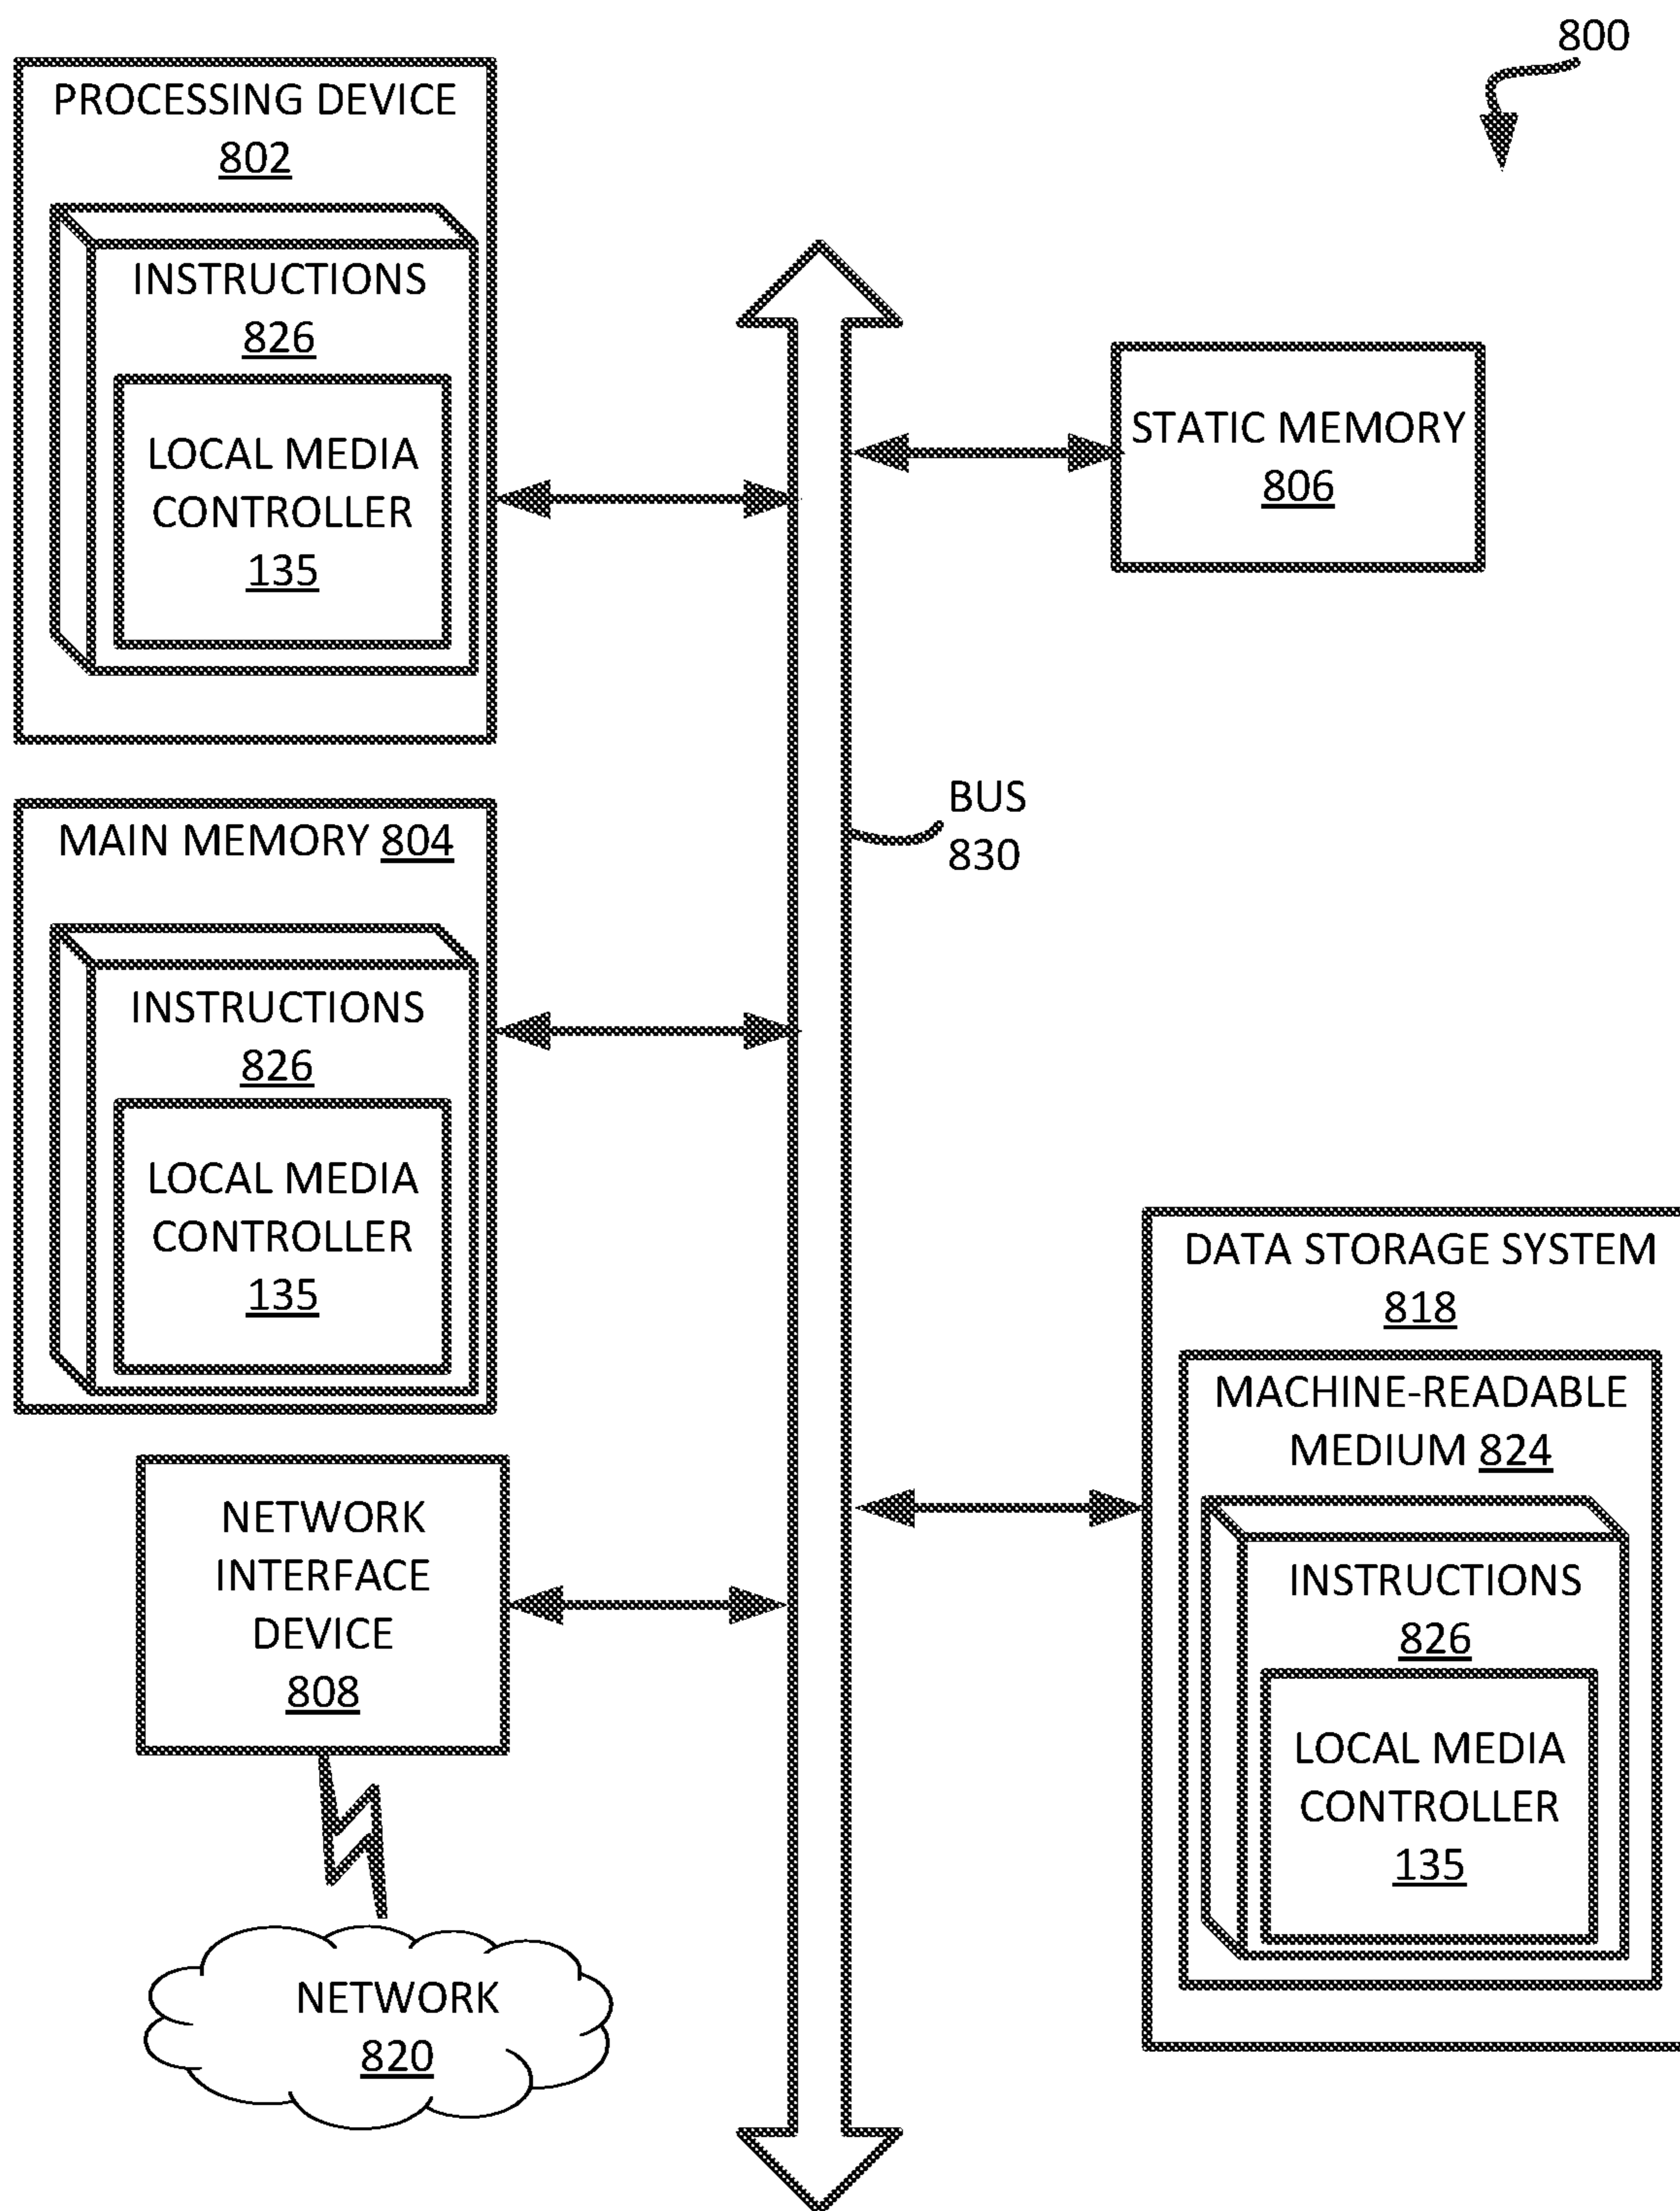 800
PROCESSING DEVICE
802
INSTRUCTIONS
826
LOCAL MEDIA
CONTROLLER
135
STATIC MEMORY
806
BUS
830
MAIN MEMORY 804
INSTRUCTIONS
826
LOCAL MEDIA
CONTROLLER
135
DATA STORAGE SYSTEM
818
MACHINE-READABLE
MEDIUM 824
INSTRUCTIONS
826
LOCAL MEDIA
CONTROLLER
135
NETWORK
INTERFACE
DEVICE
808
NETWORK
820